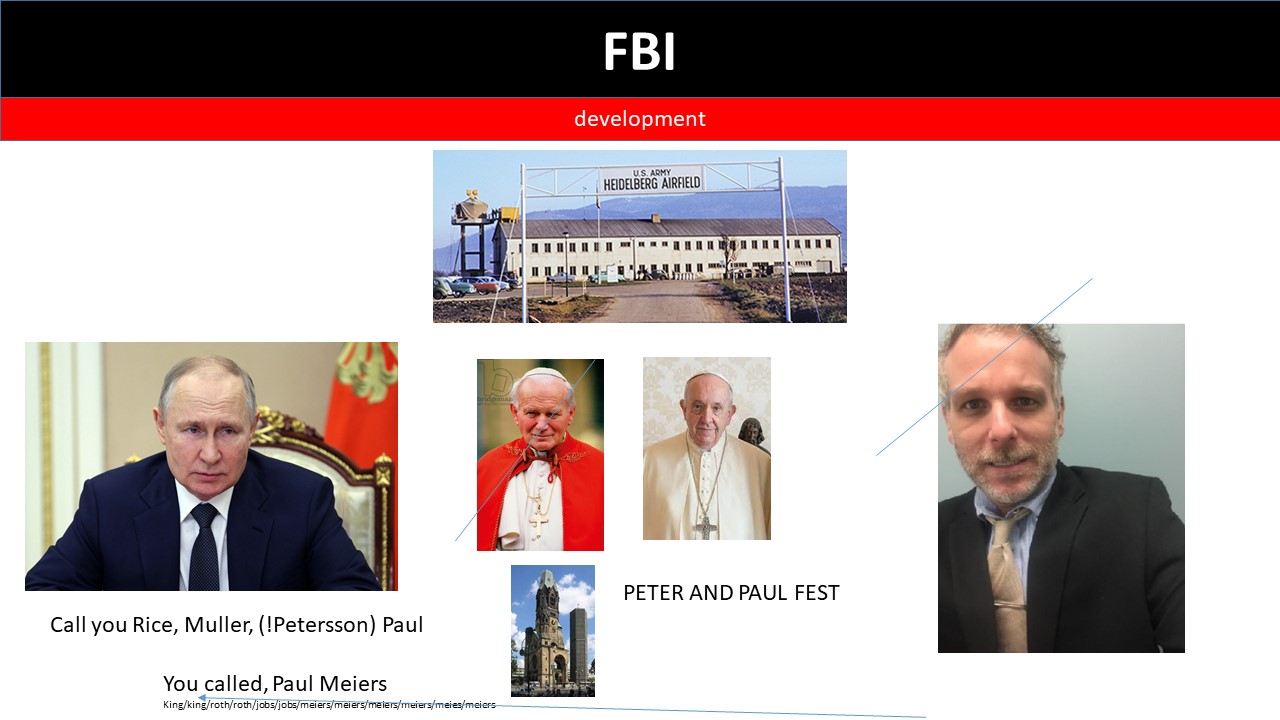 FBI
development
U.S. ARMY
HEIDELBERG AIRFIELD
PETER AND PAUL FEST
Call you Rice, Muller, (!Petersson) Paul
You called, Paul Meiers
King/king/roth/roth/jobs/jobs/meiers/meiers/meiers/meiers/meies/meiers